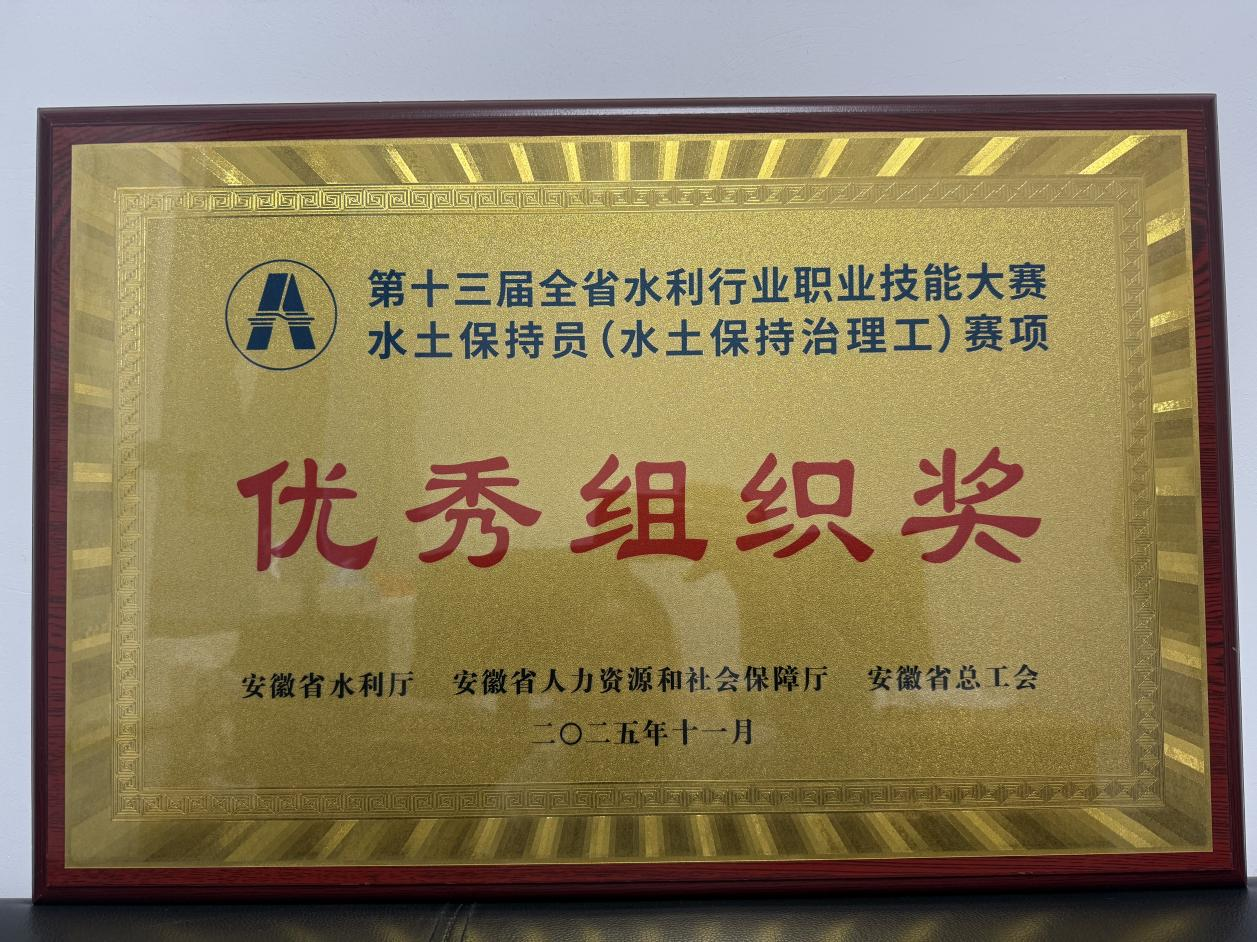 第十三届全省水利行业职业技能大赛
水土保持员(水土保持治理工)赛项
优秀组织奖
安徽省水利厅 安徽省人力资源和社会保障厅 安徽省总工会
二〇二五年十一月